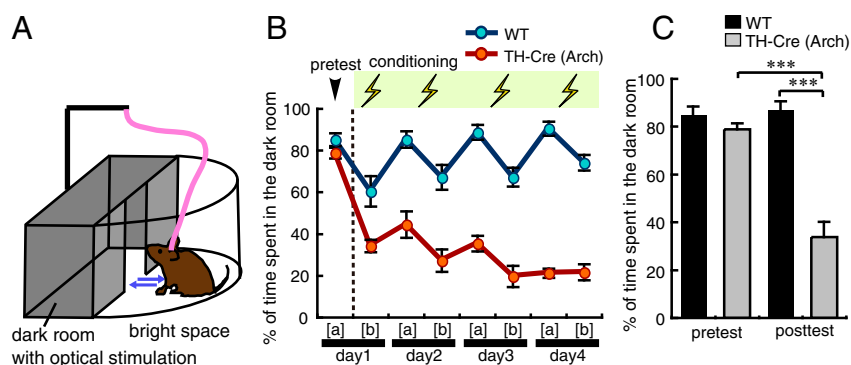 A
dark room
with optical stimulation
bright space
B
WT
TH-Cre (Arch)
pretest
conditioning
% of time spent in the dark room
100
80
60
40
20
0
[a] [b] [a] [b] [a] [b] [a] [b]
day1 day2 day3 day4
C
WT
TH-Cre (Arch)
***
***
% of time spent in the dark room
100
80
60
40
20
0
pretest posttest